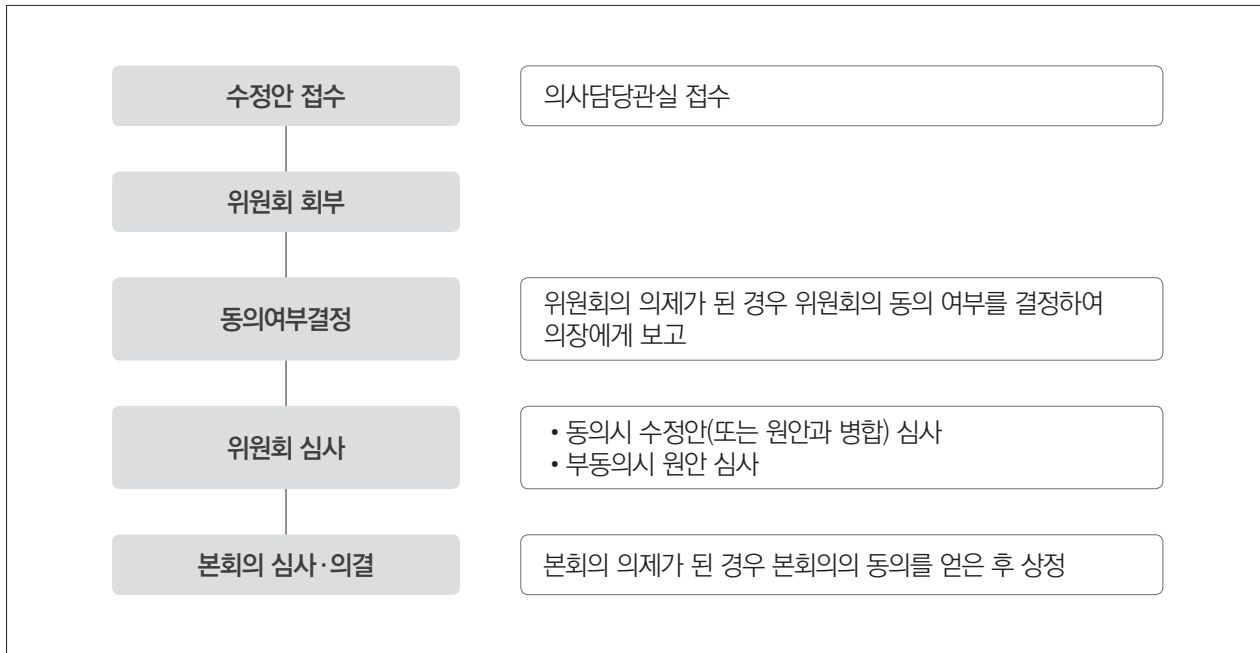 수정안 접수
의사담당관실 접수
위원회 회부
동의여부결정
위원회의 의제가 된 경우 위원회의 동의 여부를 결정하여
의장에게 보고
위원회 심사
• 동의시 수정안(또는 원안과 병합) 심사
• 부동의시 원안 심사
본회의 심사·의결
본회의 의제가 된 경우 본회의의 동의를 얻은 후 상정